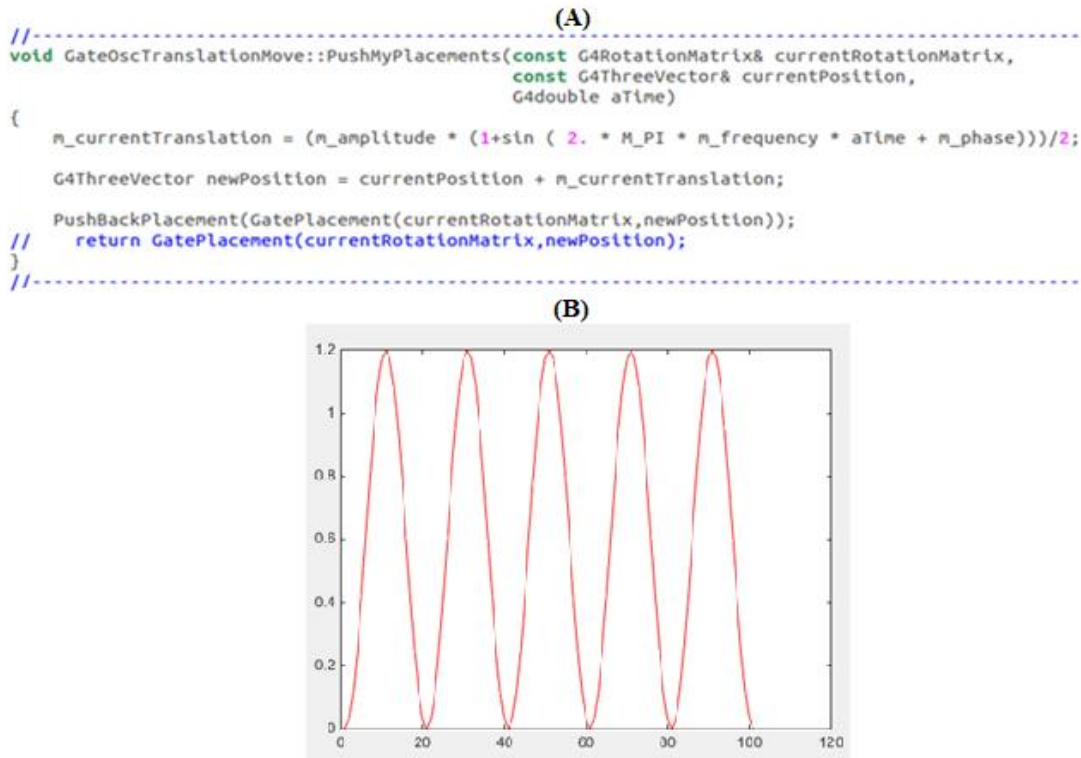 (A)
//--------------------------------------------------------------------------------------------------
void GateOscTranslationMove::PushMyPlacements(const G4RotationMatrix& currentRotationMatrix,
const G4ThreeVector& currentPosition,
G4double aTime)
{
m_currentTranslation = (m_amplitude * (1+sin ( 2. * M_PI * m_frequency * aTime + m_phase)))/2;
G4ThreeVector newPosition = currentPosition + m_currentTranslation;
PushBackPlacement(GatePlacement(currentRotationMatrix,newPosition));
// return GatePlacement(currentRotationMatrix,newPosition);
}
//--------------------------------------------------------------------------------------------------
(B)
1.2
1
0.8
0.6
0.4
0.2
0
0 20 40 60 80 100 120